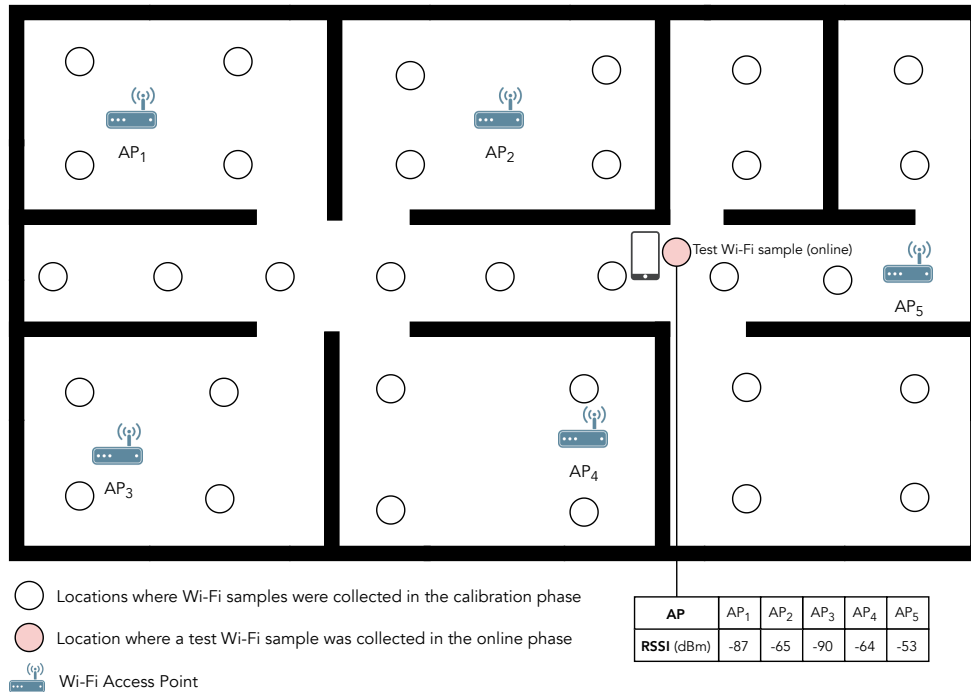 AP1
AP2
Test Wi-Fi sample (online)
AP5
AP3
AP4
Locations where Wi-Fi samples were collected in the calibration phase
Location where a test Wi-Fi sample was collected in the online phase
Wi-Fi Access Point
AP AP1 AP2 AP3 AP4 AP5
RSSI (dBm) -87 -65 -90 -64 -53